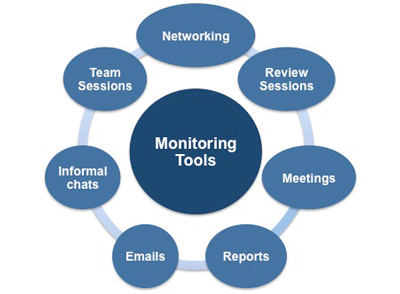 Networking
Review
Sessions
Meetings
Reports
Emails
Informal
chats
Team
Sessions
Monitoring
Tools